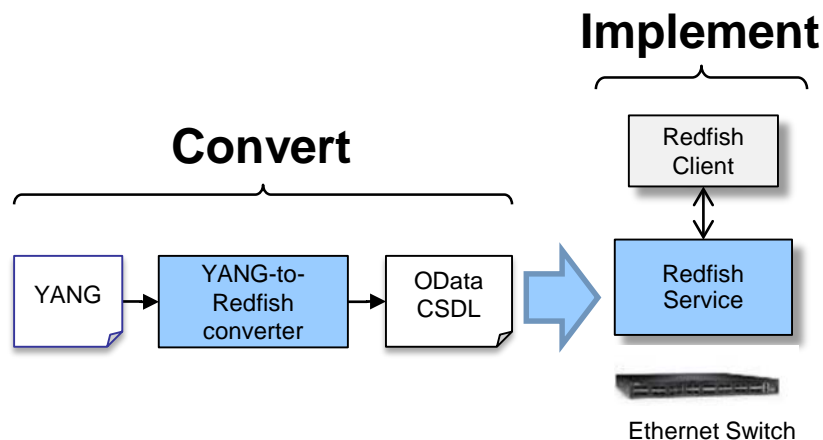 Implement
Convert
Redfish
Client
YANG
YANG-to-
Redfish
converter
OData
CSDL
Redfish
Service
Ethernet Switch